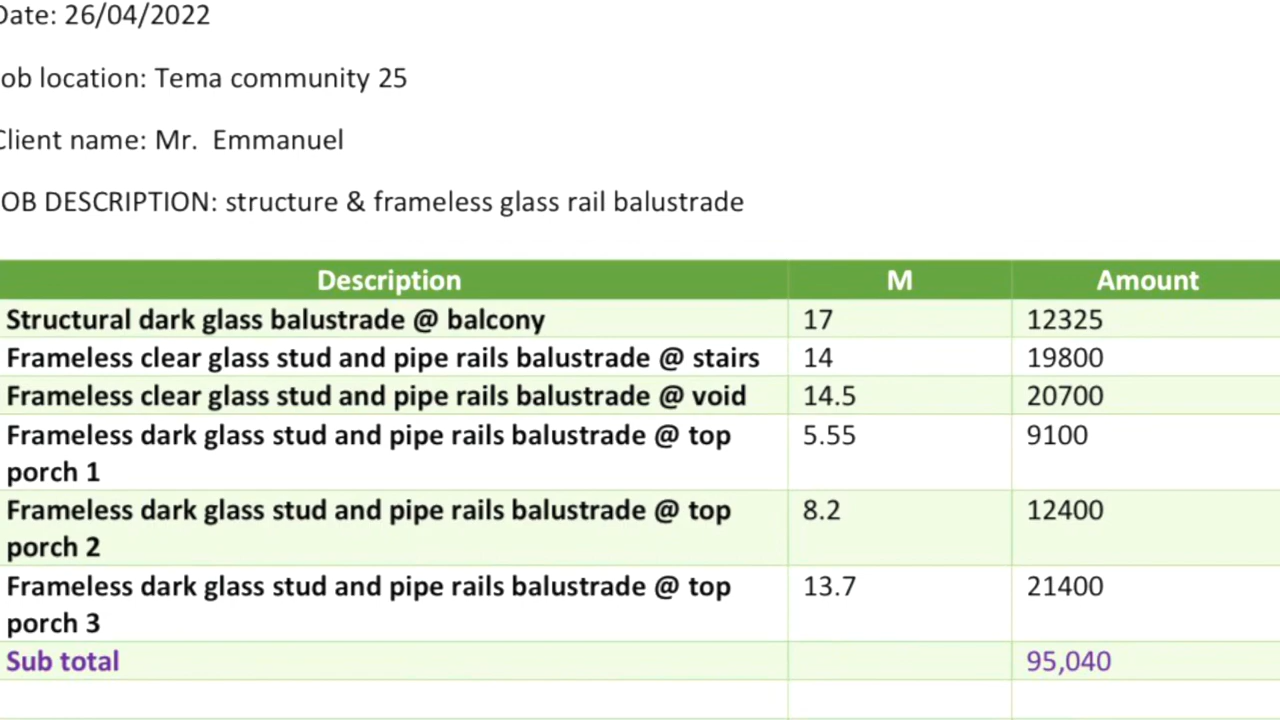 Date: 26/04/2022
ob location: Tema community 25
Client name: Mr.  Emmanuel
OB DESCRIPTION: structure & frameless glass rail balustrade
Description M Amount
Structural dark glass balustrade @ balcony 17 12325
Frameless clear glass stud and pipe rails balustrade @ stairs 14 19800
Frameless clear glass stud and pipe rails balustrade @ void 14.5 20700
Frameless dark glass stud and pipe rails balustrade @ top 5.55 9100
porch 1
Frameless dark glass stud and pipe rails balustrade @ top 8.2 12400
porch 2
Frameless dark glass stud and pipe rails balustrade @ top 13.7 21400
porch 3
Sub total 95,040